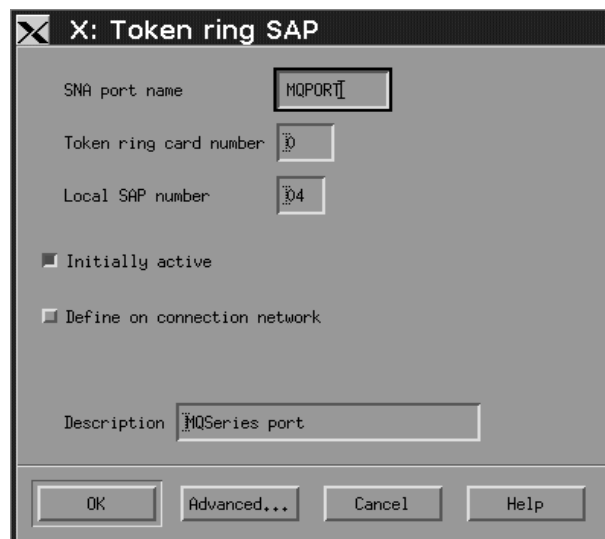 X: Token ring SAP
SNA port name MQPORT
Token ring card number 0
Local SAP number 04
Initially active
Define on connection network
Description MQSeries port
OK Advanced... Cancel Help